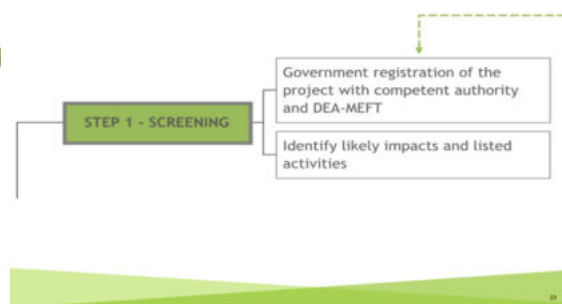 Government registration of the
project with competent authority
and DEA-MEFT
STEP 1 - SCREENING
Identify likely impacts and listed
activities